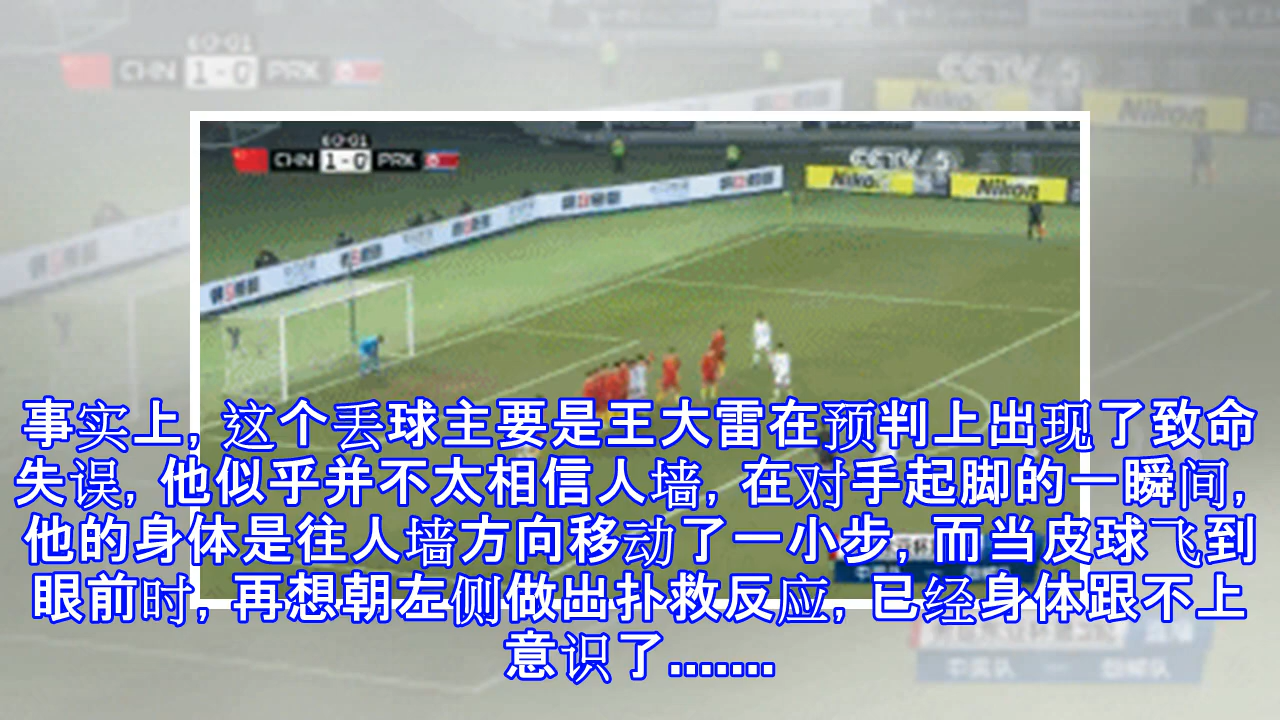 60:01
CHN 1-0 PRK
CCTV 5
Nikon Nikon
事实上, 这个丢球主要是王大雷在预判上出现了致命
失误, 他似乎并不太相信人墙, 在对手起脚的一瞬间,
他的身体是往人墙方向移动了一小步, 而当皮球飞到
眼前时, 再想朝左侧做出扑救反应, 已经身体跟不上
意识了.......